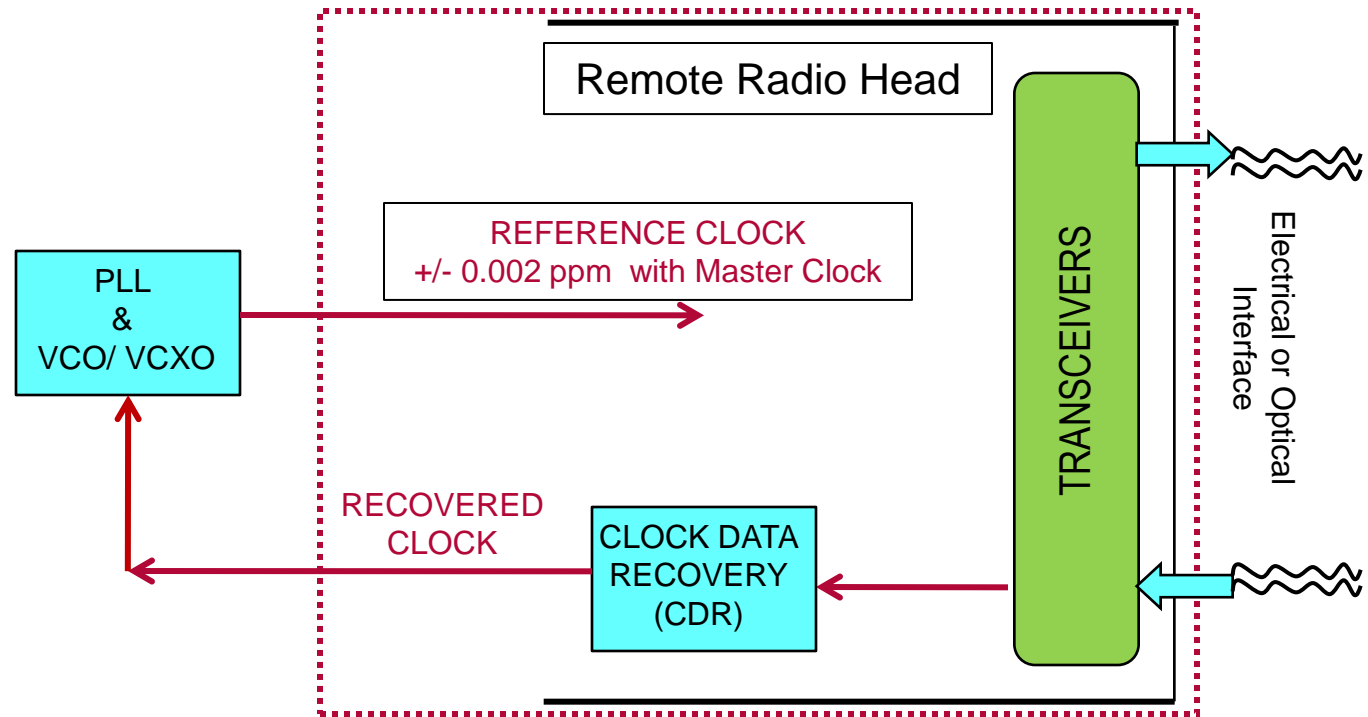 Remote Radio Head
REFERENCE CLOCK
+/- 0.002 ppm  with Master Clock
PLL
&
VCO/ VCXO
TRANSCEIVERS
Electrical or Optical
Interface
RECOVERED
CLOCK
CLOCK DATA
RECOVERY
(CDR)